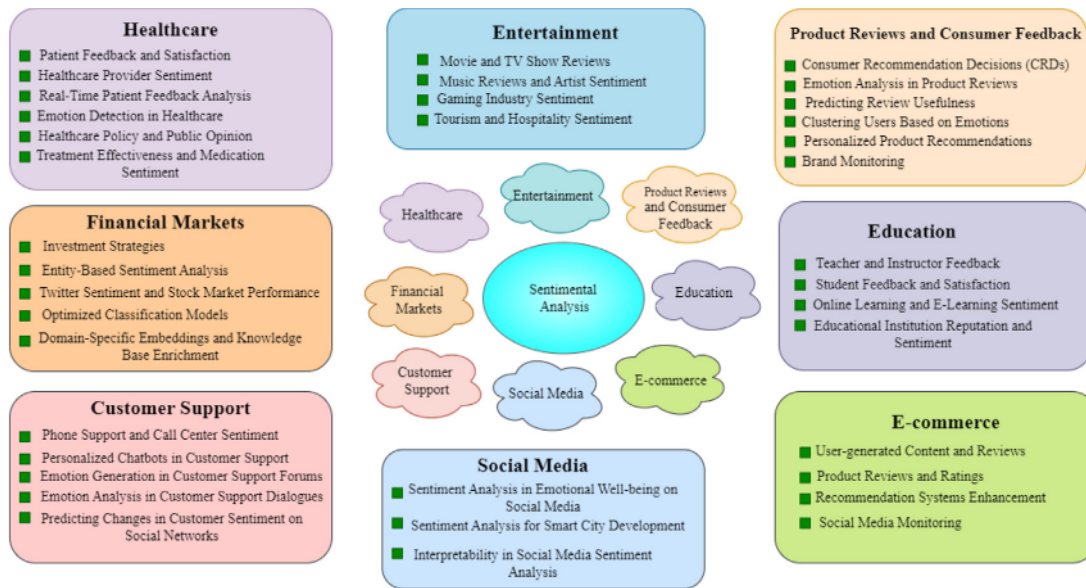 Healthcare
Patient Feedback and Satisfaction
Healthcare Provider Sentiment
Real-Time Patient Feedback Analysis
Emotion Detection in Healthcare
Healthcare Policy and Public Opinion
Treatment Effectiveness and Medication
Sentiment
Entertainment
Movie and TV Show Reviews
Music Reviews and Artist Sentiment
Gaming Industry Sentiment
Tourism and Hospitality Sentiment
Product Reviews and Consumer Feedback
Consumer Recommendation Decisions (CRDs)
Emotion Analysis in Product Reviews
Predicting Review Usefulness
Clustering Users Based on Emotions
Personalized Product Recommendations
Brand Monitoring
Financial Markets
Investment Strategies
Entity-Based Sentiment Analysis
Twitter Sentiment and Stock Market Performance
Optimized Classification Models
Domain-Specific Embeddings and Knowledge
Base Enrichment
Healthcare
Entertainment
Product Reviews
and Consumer
Feedback
Financial
Markets
Sentimental
Analysis
Education
Customer
Support
Social Media
E-commerce
Education
Teacher and Instructor Feedback
Student Feedback and Satisfaction
Online Learning and E-Learning Sentiment
Educational Institution Reputation and
Sentiment
Customer Support
Phone Support and Call Center Sentiment
Personalized Chatbots in Customer Support
Emotion Generation in Customer Support Forums
Emotion Analysis in Customer Support Dialogues
Predicting Changes in Customer Sentiment on
Social Networks
Social Media
Sentiment Analysis in Emotional Well-being on
Social Media
Sentiment Analysis for Smart City Development
Interpretability in Social Media Sentiment
Analysis
E-commerce
User-generated Content and Reviews
Product Reviews and Ratings
Recommendation Systems Enhancement
Social Media Monitoring